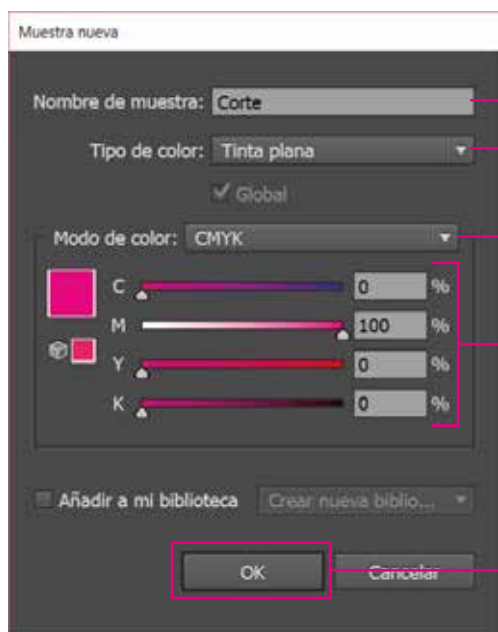 Muestra nueva
Nombre de muestra: Corte
Tipo de color: Tinta plana
Global
Modo de color: CMYK
C 0 %
M 100 %
Y 0 %
K 0 %
Añadir a mi biblioteca Crear nueva biblio...
OK Cancelar